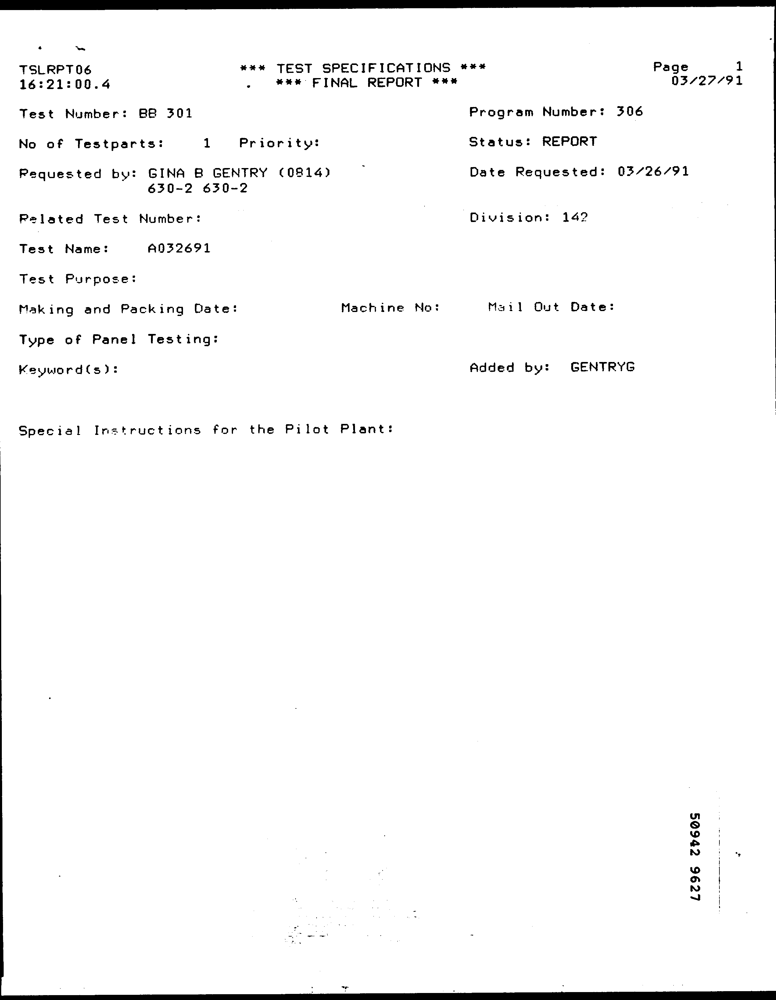 TSLRPT06 *** TEST SPECIFICATIONS *** Page 1
16:21:00.4 *** FINAL REPORT *** 03/27/91
Test Number: BB 301 Program Number: 306
No of Testparts: 1 Priority: Status: REPORT
Requested by: GINA B GENTRY (0814) Date Requested: 03/26/91
630-2 630-2
Related Test Number: Division: 142
Test Name: A032691
Test Purpose:
Making and Packing Date: Machine No: Mail Out Date:
Type of Panel Testing:
Keyword(s): Added by: GENTRYG
Special Instructions for the Pilot Plant:
50942 9627